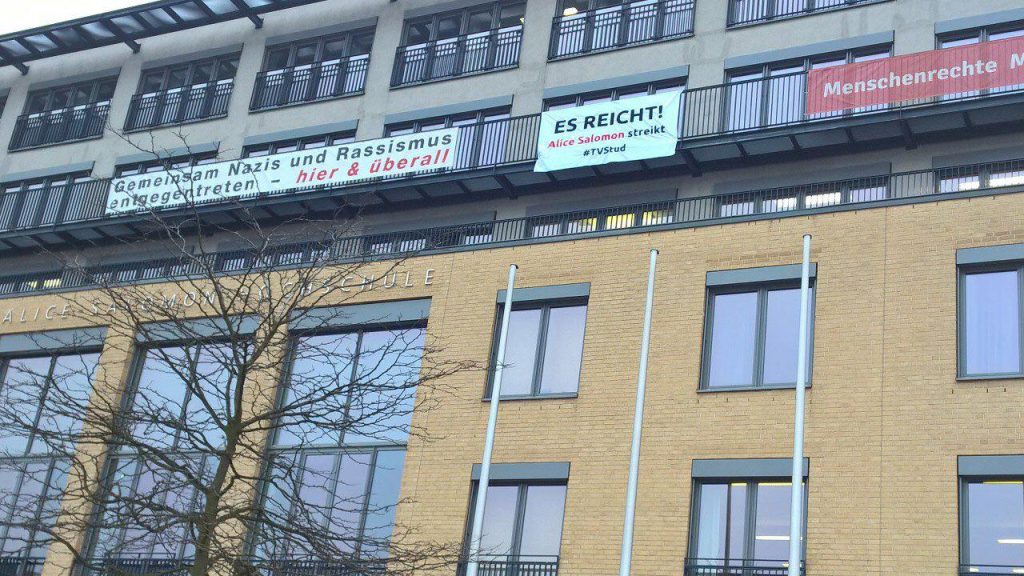 Gemeinsam Nazis und Rassismus
entgegentreten – hier & überall
ES REICHT!
Alice Salomon streikt
#TVStud
Menschenrechte
ALICE SALOMON HOCHSCHULE